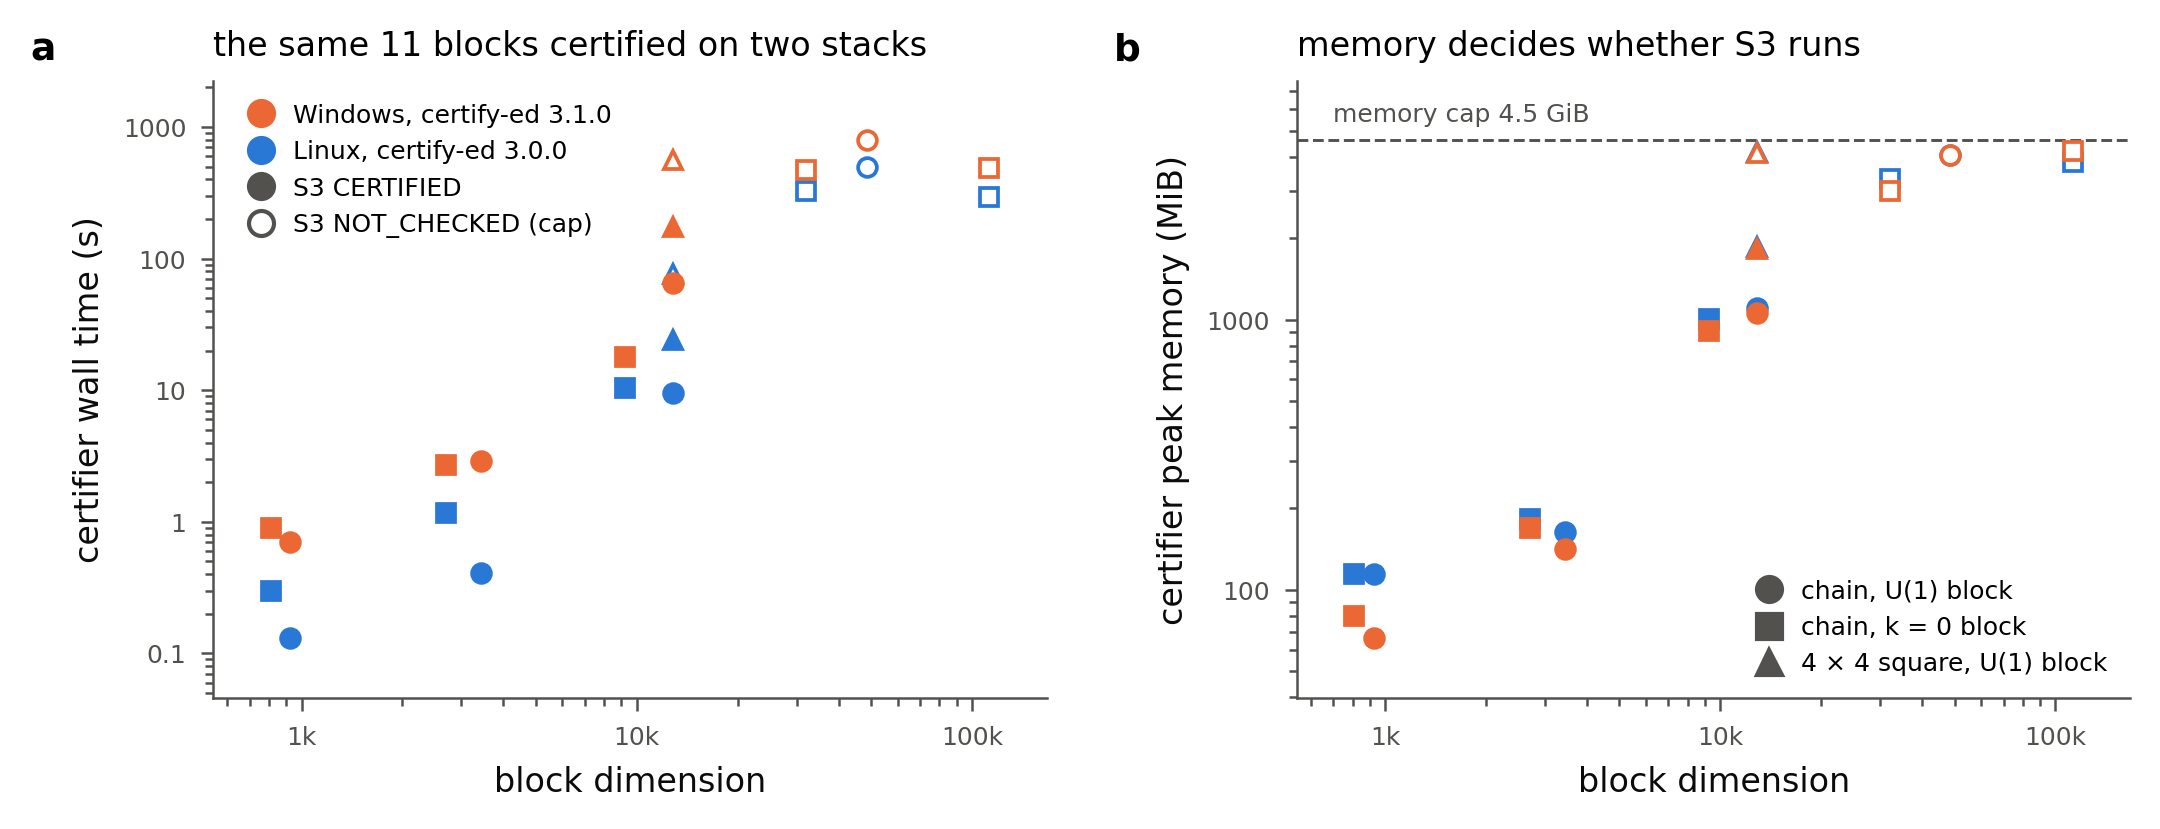 a
the same 11 blocks certified on two stacks
Windows, certify-ed 3.1.0
Linux, certify-ed 3.0.0
S3 CERTIFIED
S3 NOT_CHECKED (cap)
certifier wall time (s)
1000
100
10
1
0.1
1k
10k
100k
block dimension
b
memory decides whether S3 runs
memory cap 4.5 GiB
certifier peak memory (MiB)
1000
100
chain, U(1) block
chain, k = 0 block
4 × 4 square, U(1) block
1k
10k
100k
block dimension